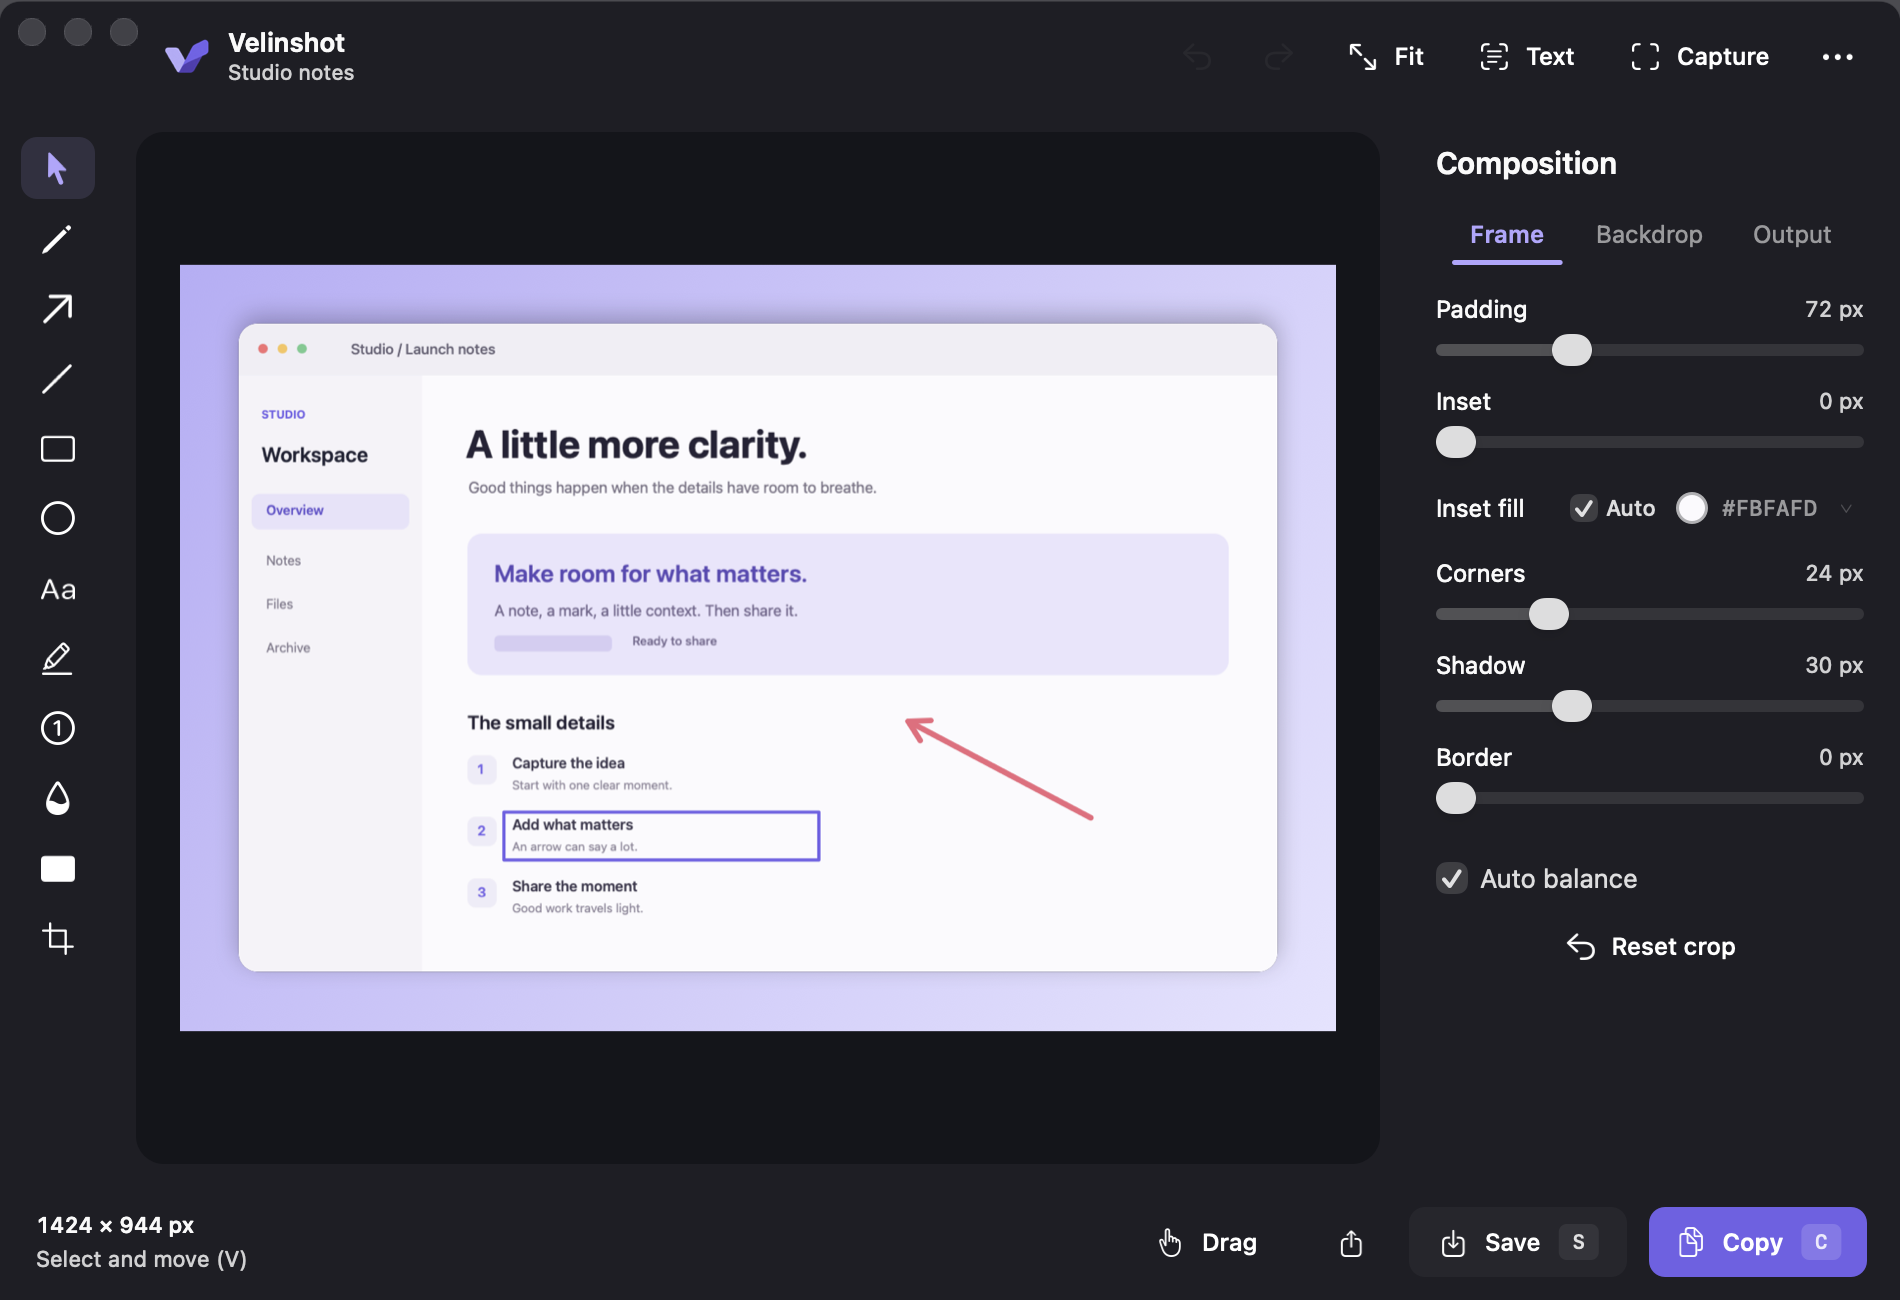 Velinshot
Studio notes
Fit
Text
Capture
Aa
1
Studio / Launch notes
STUDIO
Workspace
Overview
Notes
Files
Archive
A little more clarity.
Good things happen when the details have room to breathe.
Make room for what matters.
A note, a mark, a little context. Then share it.
Ready to share
The small details
1
Capture the idea
Start with one clear moment.
2
Add what matters
An arrow can say a lot.
3
Share the moment
Good work travels light.
Composition
Frame Backdrop Output
Padding 72 px
Inset 0 px
Inset fill Auto #FBFAFD
Corners 24 px
Shadow 30 px
Border 0 px
Auto balance
Reset crop
1424 × 944 px
Select and move (V)
Drag
Save S
Copy C